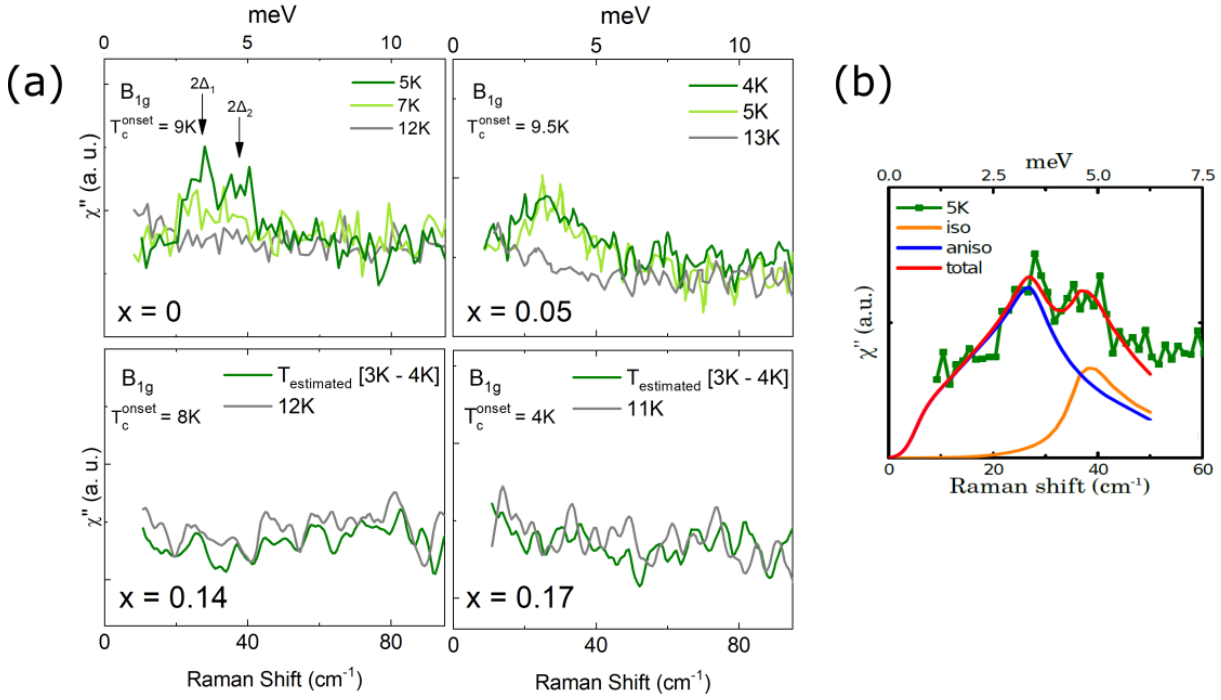 (a)
meV
0 5 10
B1g
Tc^onset = 9K
2Δ1
2Δ2
5K
7K
12K
χ'' (a. u.)
x = 0
meV
0 5 10
B1g
Tc^onset = 9.5K
4K
5K
13K
x = 0.05
B1g
Tc^onset = 8K
Testimated [3K - 4K]
12K
χ'' (a. u.)
x = 0.14
0 40 80
Raman Shift (cm-1)
B1g
Tc^onset = 4K
Testimated [3K - 4K]
11K
x = 0.17
0 40 80
Raman Shift (cm-1)
(b)
meV
0.0 2.5 5.0 7.5
5K
iso
aniso
total
χ'' (a.u.)
0 20 40 60
Raman shift (cm-1)